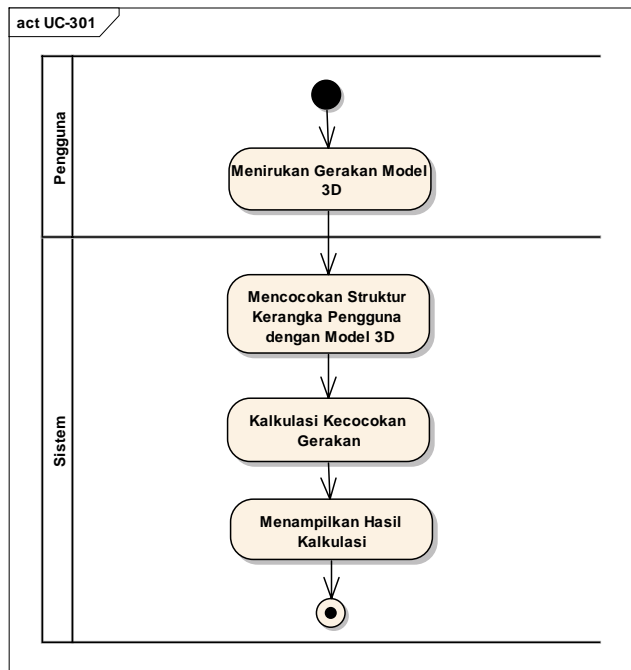 act UC-301
Pengguna
Menirukan Gerakan Model
3D
Sistem
Mencocokan Struktur
Kerangka Pengguna
dengan Model 3D
Kalkulasi Kecocokan
Gerakan
Menampilkan Hasil
Kalkulasi